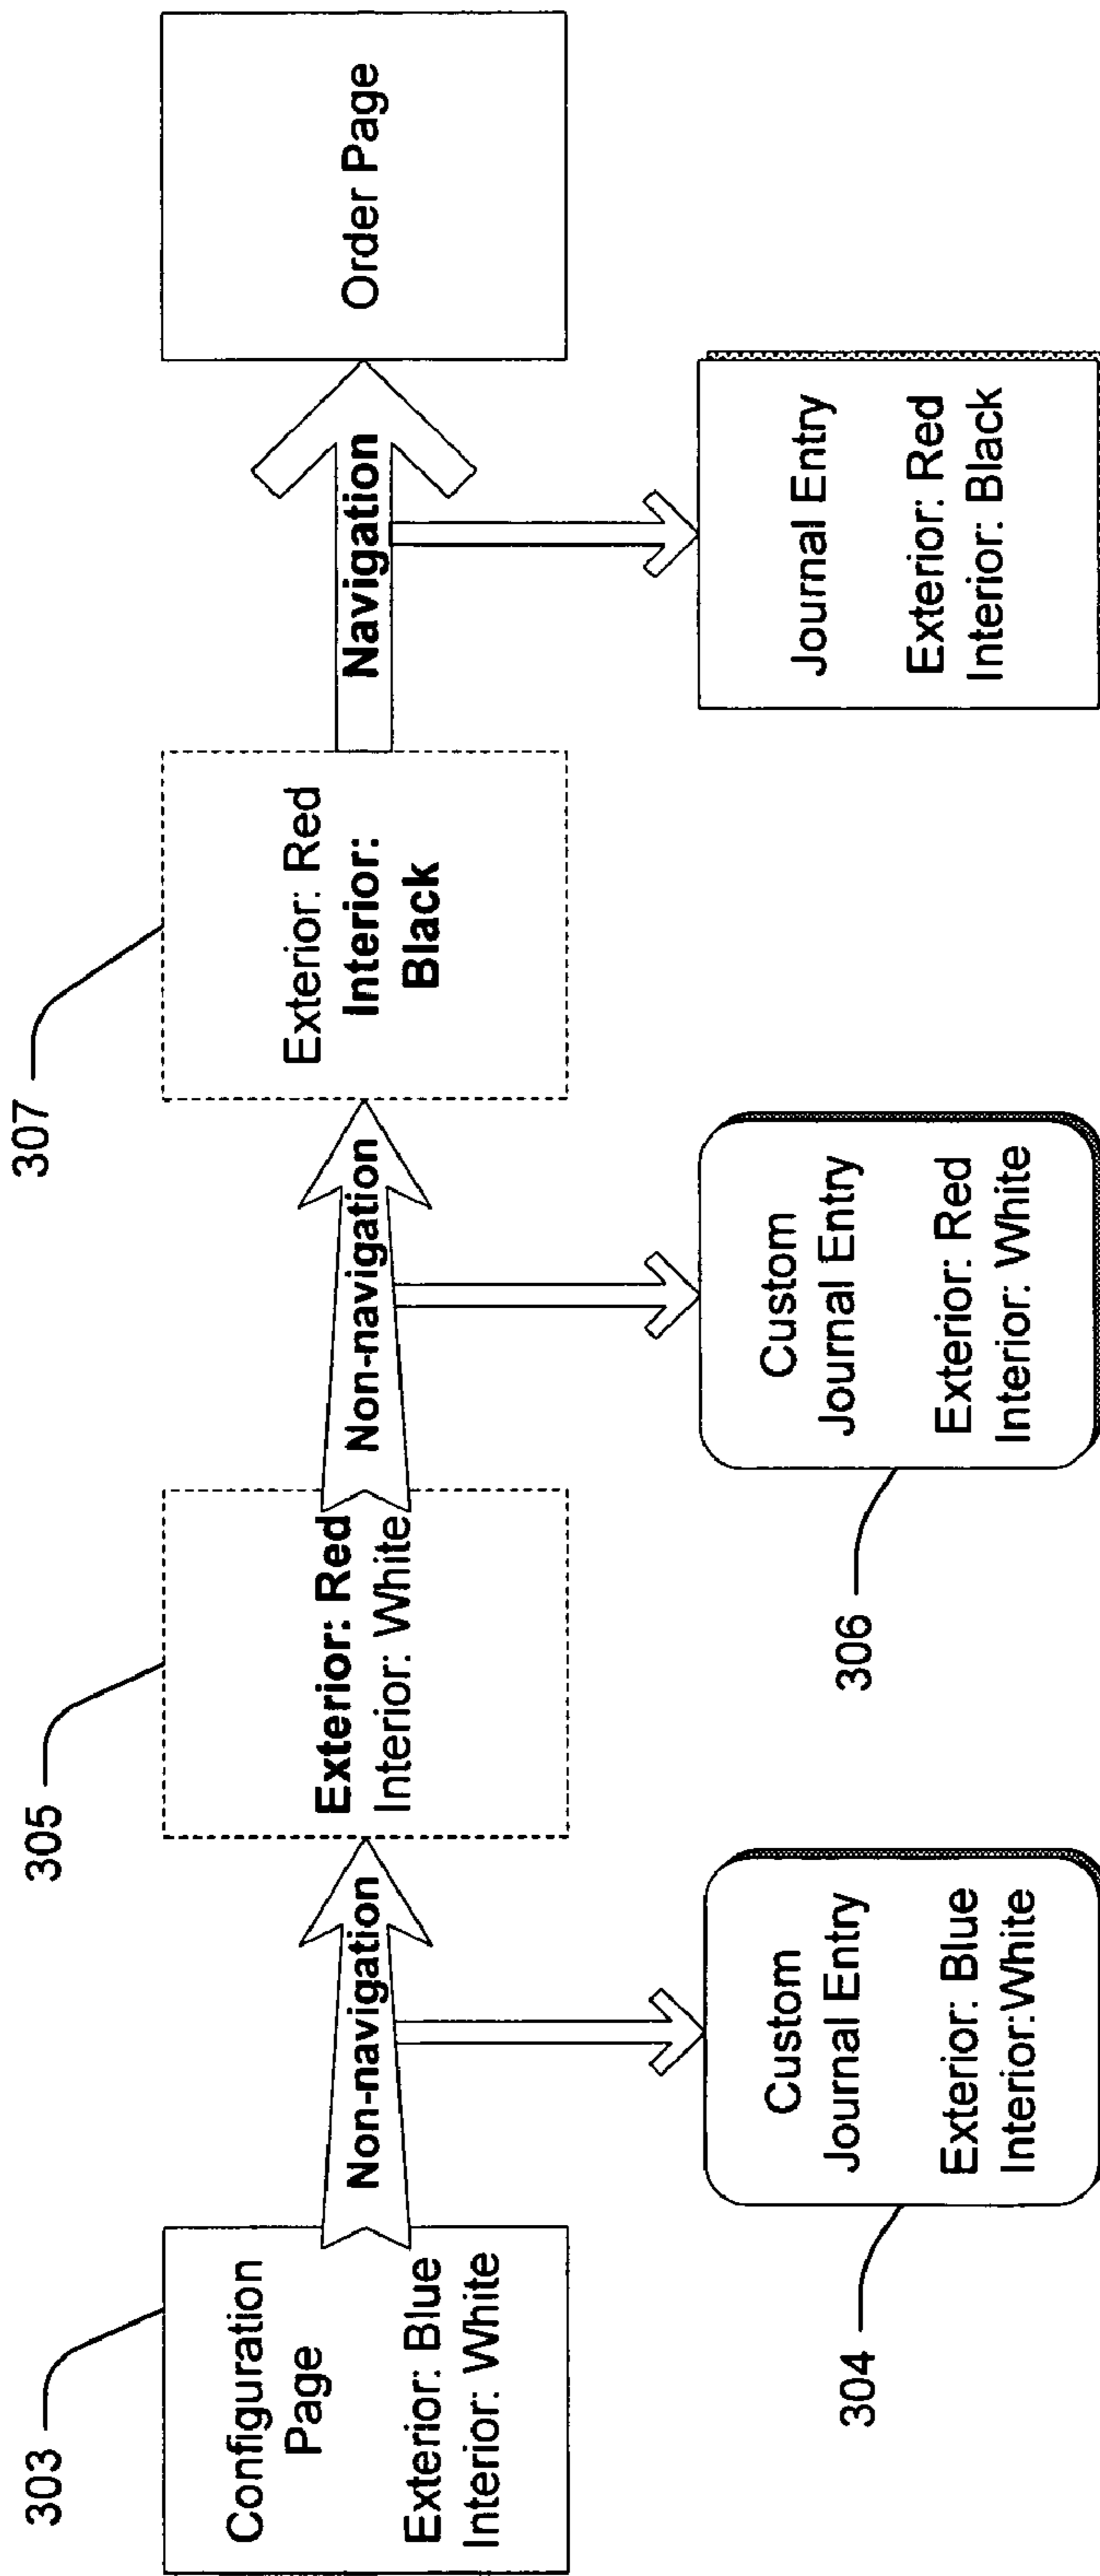 303
Configuration
Page
Exterior: Blue
Interior: White
Non-navigation
304
Custom
Journal Entry
Exterior: Blue
Interior:White
305
Exterior: Red
Interior: White
Non-navigation
306
Custom
Journal Entry
Exterior: Red
Interior: White
307
Exterior: Red
Interior:
Black
Navigation
Journal Entry
Exterior: Red
Interior: Black
Order Page